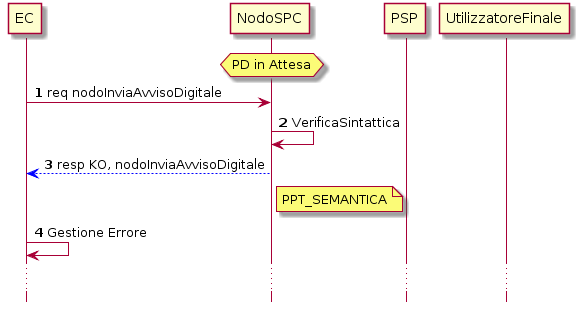 EC
NodoSPC
PSP
UtilizzatoreFinale
PD in Attesa
1 req nodoInviaAvvisoDigitale
2 VerificaSintattica
3 resp KO, nodoInviaAvvisoDigitale
PPT_SEMANTICA
4 Gestione Errore